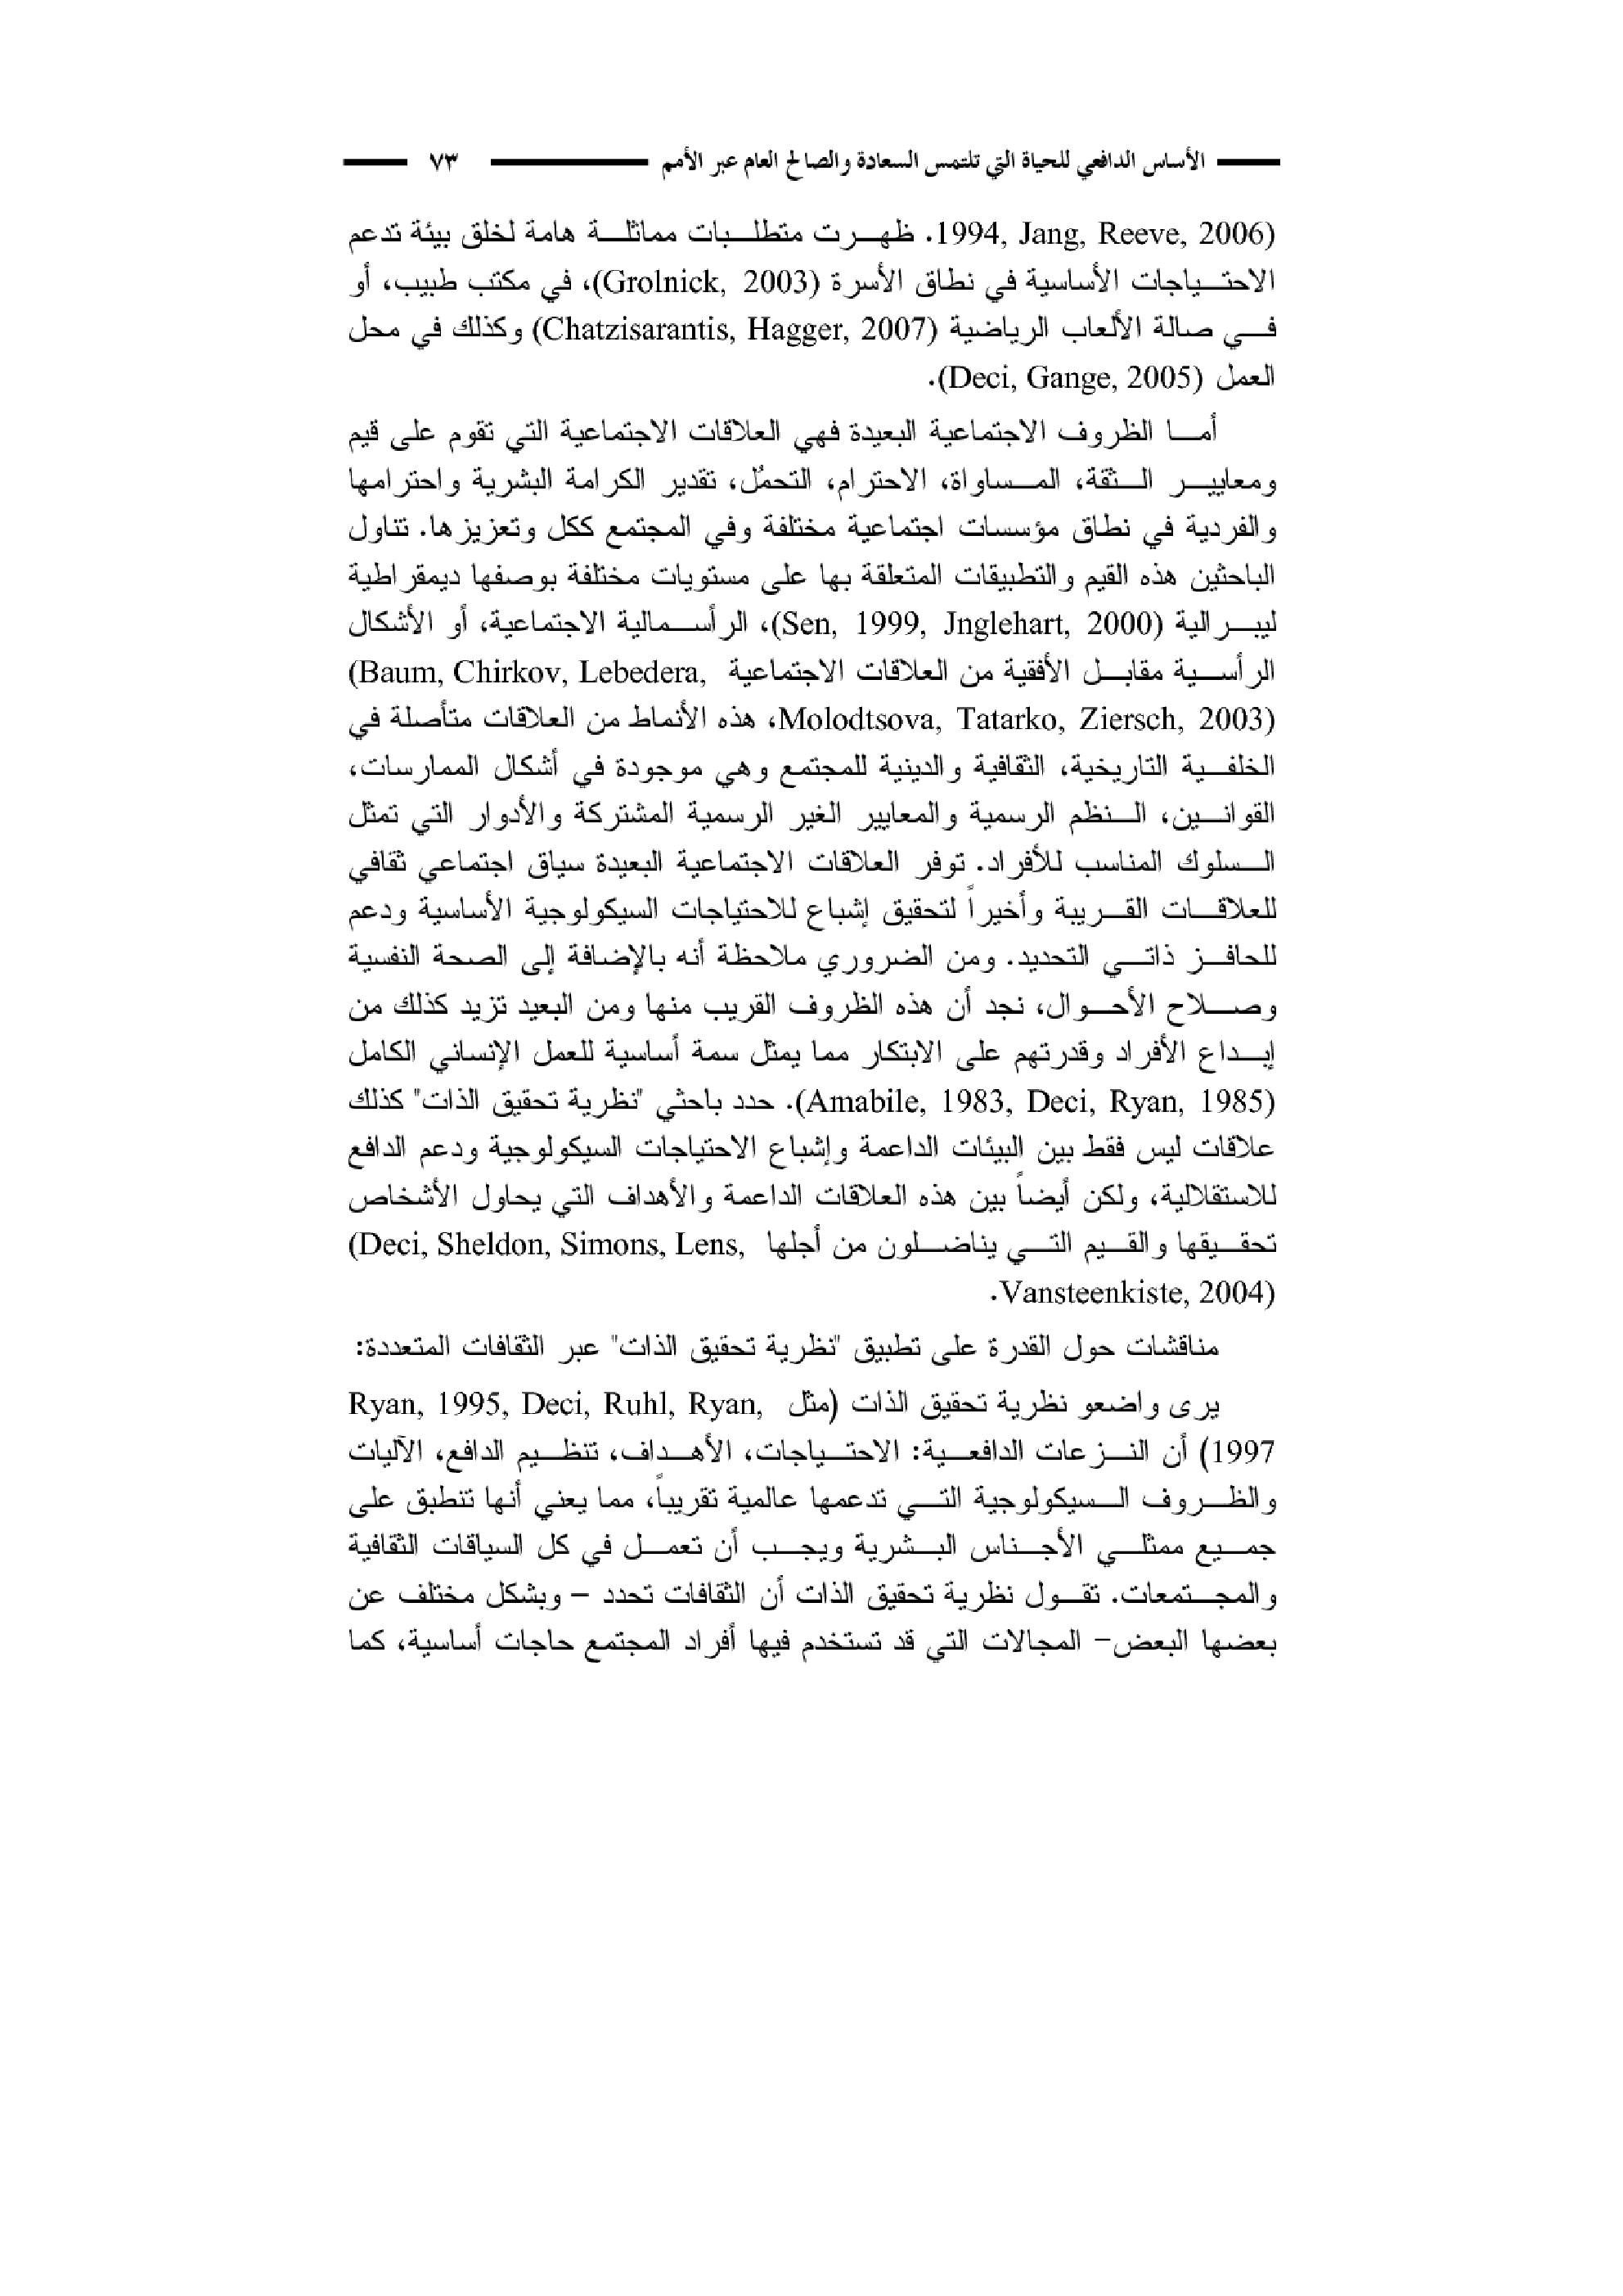 الأساس الدافعي للحياة التي تلتمس السعادة والصالح العام عبر الأمم ٧٣
1994, Jang, Reeve, 2006). ظهرت متطلبات مماثلة هامة لخلق بيئة تدعم
الاحتياجات الأساسية في نطاق الأسرة (Grolnick, 2003)، في مكتب طبيب، أو
في صالة الألعاب الرياضية (Chatzisarantis, Hagger, 2007) وكذلك في محل
العمل (Deci, Gange, 2005).
أما الظروف الاجتماعية البعيدة فهي العلاقات الاجتماعية التي تقوم على قيم
ومعايير الثقة، المساواة، الاحترام، التحمُل، تقدير الكرامة البشرية واحترامها
والفردية في نطاق مؤسسات اجتماعية مختلفة وفي المجتمع ككل وتعزيزها. تناول
الباحثين هذه القيم والتطبيقات المتعلقة بها على مستويات مختلفة بوصفها ديمقراطية
ليبرالية (Sen, 1999, Jnglehart, 2000)، الرأسمالية الاجتماعية، أو الأشكال
الرأسية مقابل الأفقية من العلاقات الاجتماعية (Baum, Chirkov, Lebedera,
Molodtsova, Tatarko, Ziersch, 2003)، هذه الأنماط من العلاقات متأصلة في
الخلفية التاريخية، الثقافية والدينية للمجتمع وهي موجودة في أشكال الممارسات،
القوانين، النظم الرسمية والمعايير الغير الرسمية المشتركة والأدوار التي تمثل
السلوك المناسب للأفراد. توفر العلاقات الاجتماعية البعيدة سياق اجتماعي ثقافي
للعلاقات القريبة وأخيراً لتحقيق إشباع للاحتياجات السيكولوجية الأساسية ودعم
للحافز ذاتي التحديد. ومن الضروري ملاحظة أنه بالإضافة إلى الصحة النفسية
وصلاح الأحوال، نجد أن هذه الظروف القريب منها ومن البعيد تزيد كذلك من
إبداع الأفراد وقدرتهم على الابتكار مما يمثل سمة أساسية للعمل الإنساني الكامل
(Amabile, 1983, Deci, Ryan, 1985). حدد باحثي "نظرية تحقيق الذات" كذلك
علاقات ليس فقط بين البيئات الداعمة وإشباع الاحتياجات السيكولوجية ودعم الدافع
للاستقلالية، ولكن أيضاً بين هذه العلاقات الداعمة والأهداف التي يحاول الأشخاص
تحقيقها والقيم التي يناضلون من أجلها (Deci, Sheldon, Simons, Lens,
Vansteenkiste, 2004).
مناقشات حول القدرة على تطبيق "نظرية تحقيق الذات" عبر الثقافات المتعددة:
يرى واضعو نظرية تحقيق الذات (مثل Ryan, 1995, Deci, Ruhl, Ryan,
1997) أن النزعات الدافعية: الاحتياجات، الأهداف، تنظيم الدافع، الآليات
والظروف السيكولوجية التي تدعمها عالمية تقريباً، مما يعني أنها تنطبق على
جميع ممثلي الأجناس البشرية ويجب أن تعمل في كل السياقات الثقافية
والمجتمعات. تقول نظرية تحقيق الذات أن الثقافات تحدد – وبشكل مختلف عن
بعضها البعض– المجالات التي قد تستخدم فيها أفراد المجتمع حاجات أساسية، كما